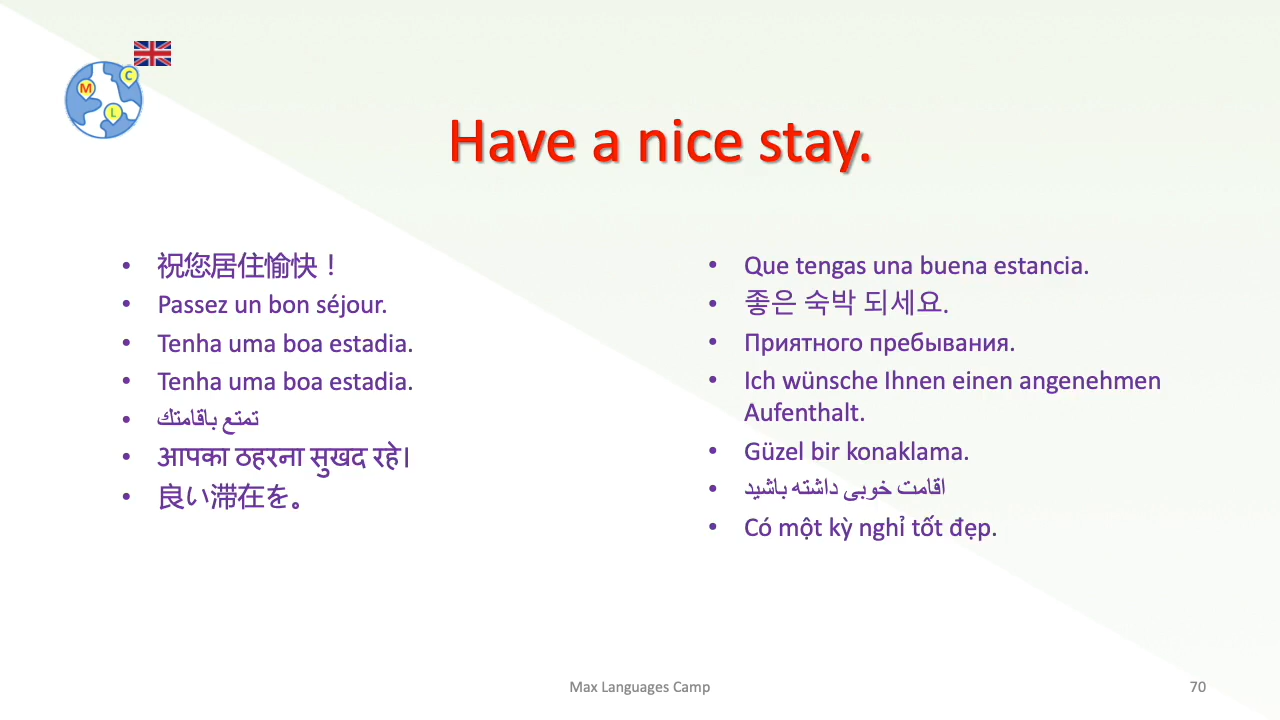 M
C
L
Have a nice stay.
• 祝您居住愉快！
• Passez un bon séjour.
• Tenha uma boa estadia.
• Tenha uma boa estadia.
• تمتع باقامتك
• आपका ठहरना सुखद रहे।
• 良い滞在を。
• Que tengas una buena estancia.
• 좋은 숙박 되세요.
• Приятного пребывания.
• Ich wünsche Ihnen einen angenehmen
Aufenthalt.
• Güzel bir konaklama.
• اقامت خوبی داشته باشید
• Có một kỳ nghỉ tốt đẹp.
Max Languages Camp
70